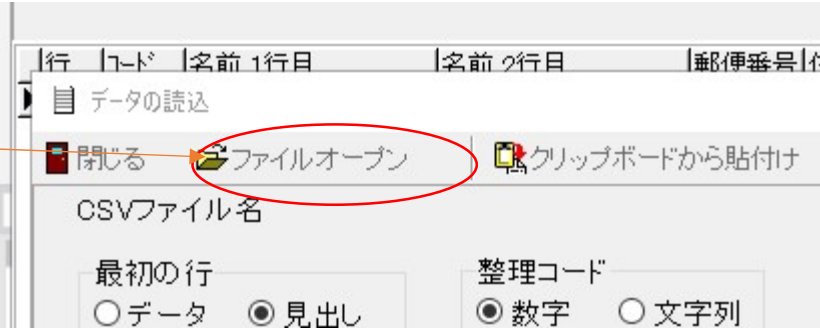 行 コード 名前 1行目 名前 2行目 郵便番号
データの読込
閉じる ファイルオープン クリップボードから貼付け
CSVファイル名
最初の行 整理コード
データ 見出し 数字 文字列